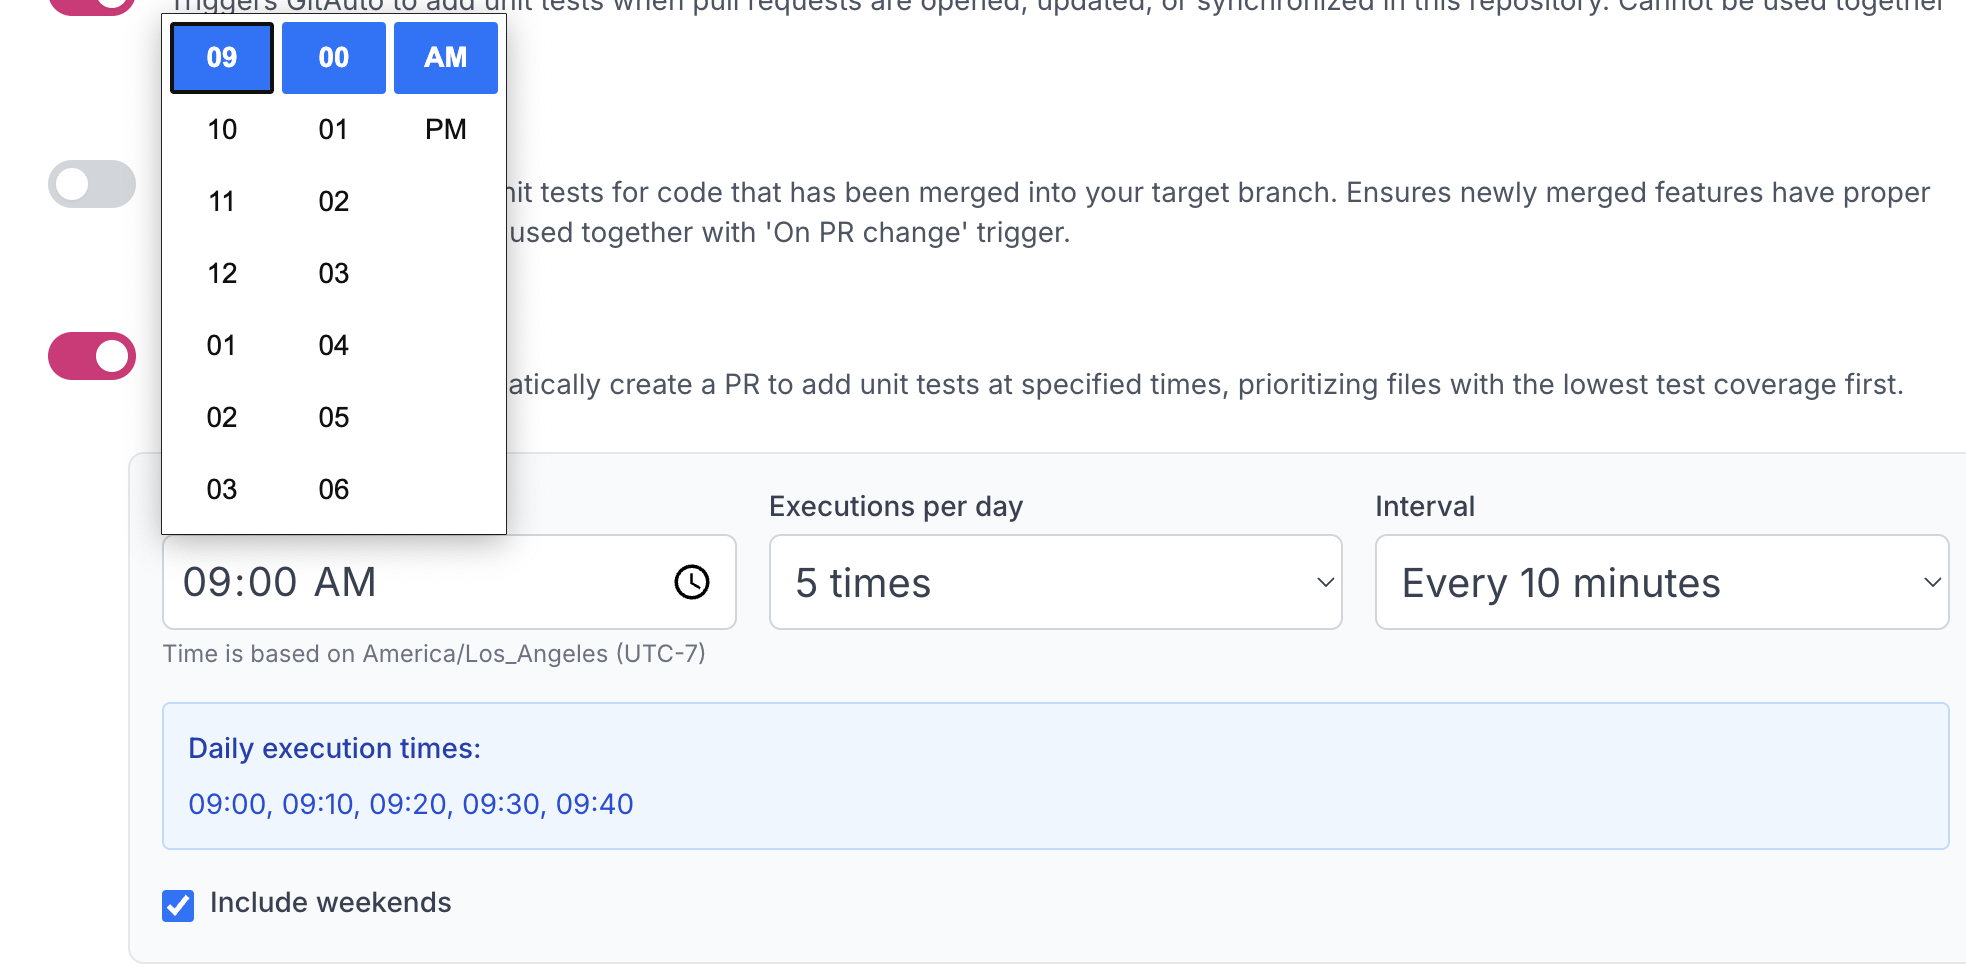 Triggers GitAuto to add unit tests when pull requests are opened, updated, or synchronized in this repository. Cannot be used together
09 00 AM
10 01 PM
11 02
12 03
01 04
02 05
03 06
unit tests for code that has been merged into your target branch. Ensures newly merged features have proper
used together with 'On PR change' trigger.
atically create a PR to add unit tests at specified times, prioritizing files with the lowest test coverage first.
Executions per day
Interval
09:00 AM
5 times
Every 10 minutes
Time is based on America/Los_Angeles (UTC-7)
Daily execution times:
09:00, 09:10, 09:20, 09:30, 09:40
Include weekends